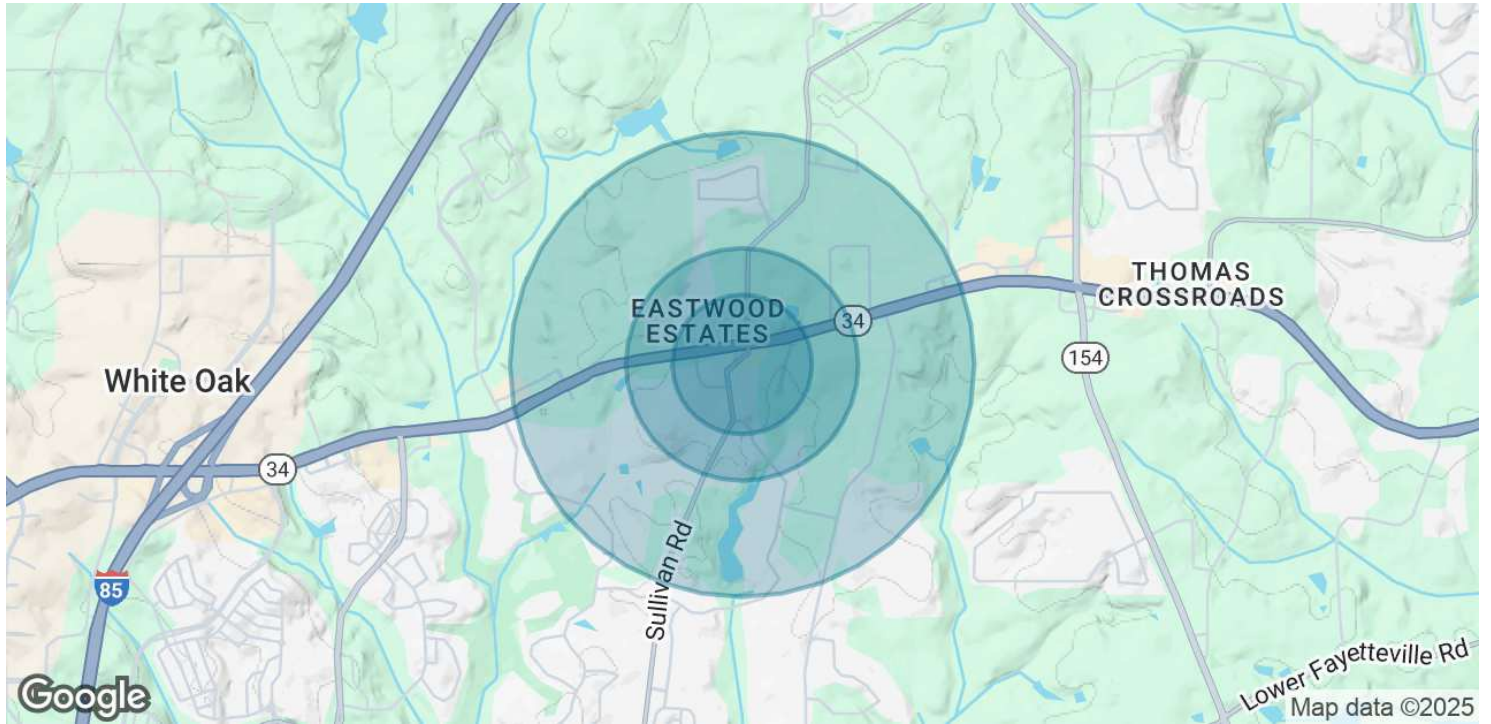 THOMAS
CROSSROADS
EASTWOOD
ESTATES
34
154
White Oak
34
85
Sullivan Rd
Lower Fayetteville Rd
Google
Map data ©2025